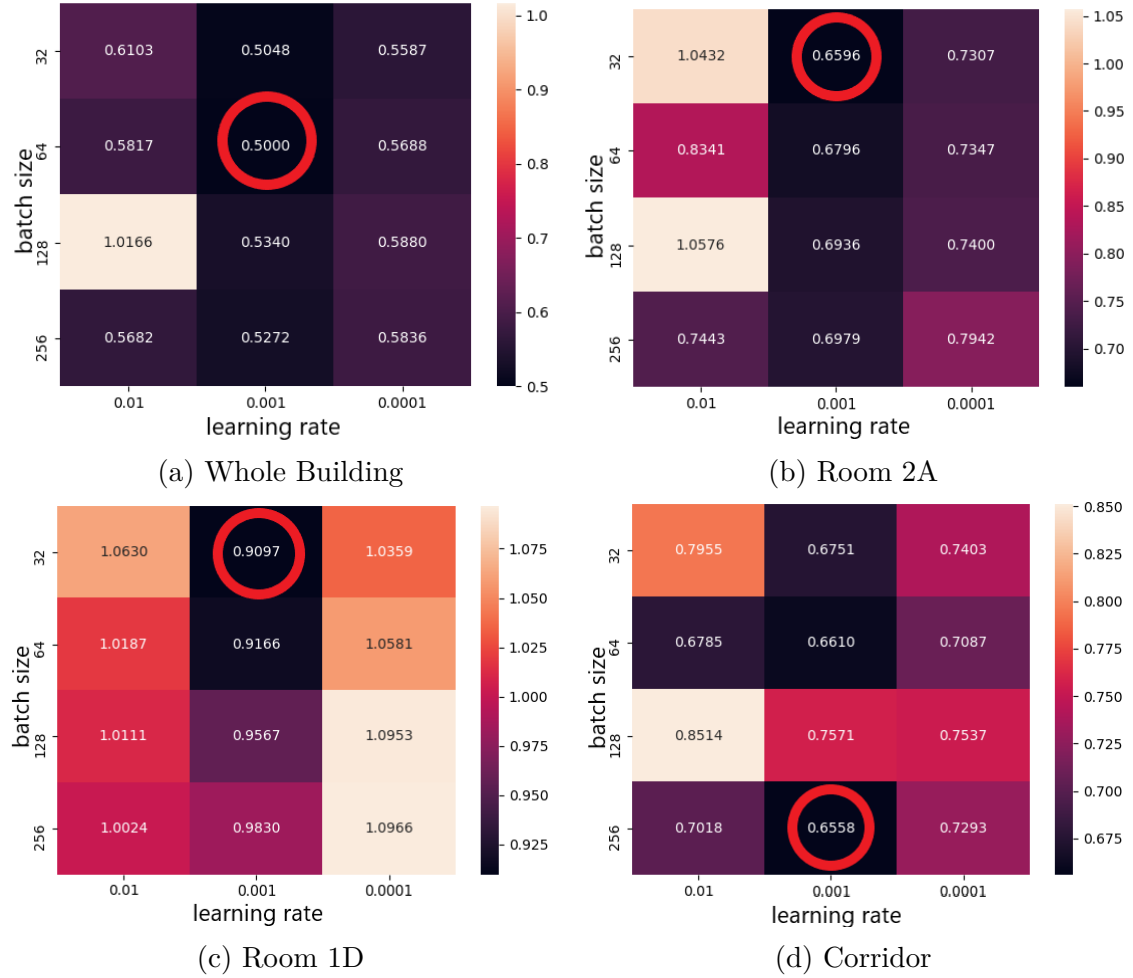 1.0
0.9
0.8
0.7
0.6
0.5
batch size
32
64
128
256
0.6103 0.5048 0.5587
0.5817 0.5000 0.5688
1.0166 0.5340 0.5880
0.5682 0.5272 0.5836
0.01 0.001 0.0001
learning rate
(a) Whole Building
1.05
1.00
0.95
0.90
0.85
0.80
0.75
0.70
batch size
32
64
128
256
1.0432 0.6596 0.7307
0.8341 0.6796 0.7347
1.0576 0.6936 0.7400
0.7443 0.6979 0.7942
0.01 0.001 0.0001
learning rate
(b) Room 2A
1.075
1.050
1.025
1.000
0.975
0.950
0.925
batch size
32
64
128
256
1.0630 0.9097 1.0359
1.0187 0.9166 1.0581
1.0111 0.9567 1.0953
1.0024 0.9830 1.0966
0.01 0.001 0.0001
learning rate
(c) Room 1D
0.850
0.825
0.800
0.775
0.750
0.725
0.700
0.675
batch size
32
64
128
256
0.7955 0.6751 0.7403
0.6785 0.6610 0.7087
0.8514 0.7571 0.7537
0.7018 0.6558 0.7293
0.01 0.001 0.0001
learning rate
(d) Corridor